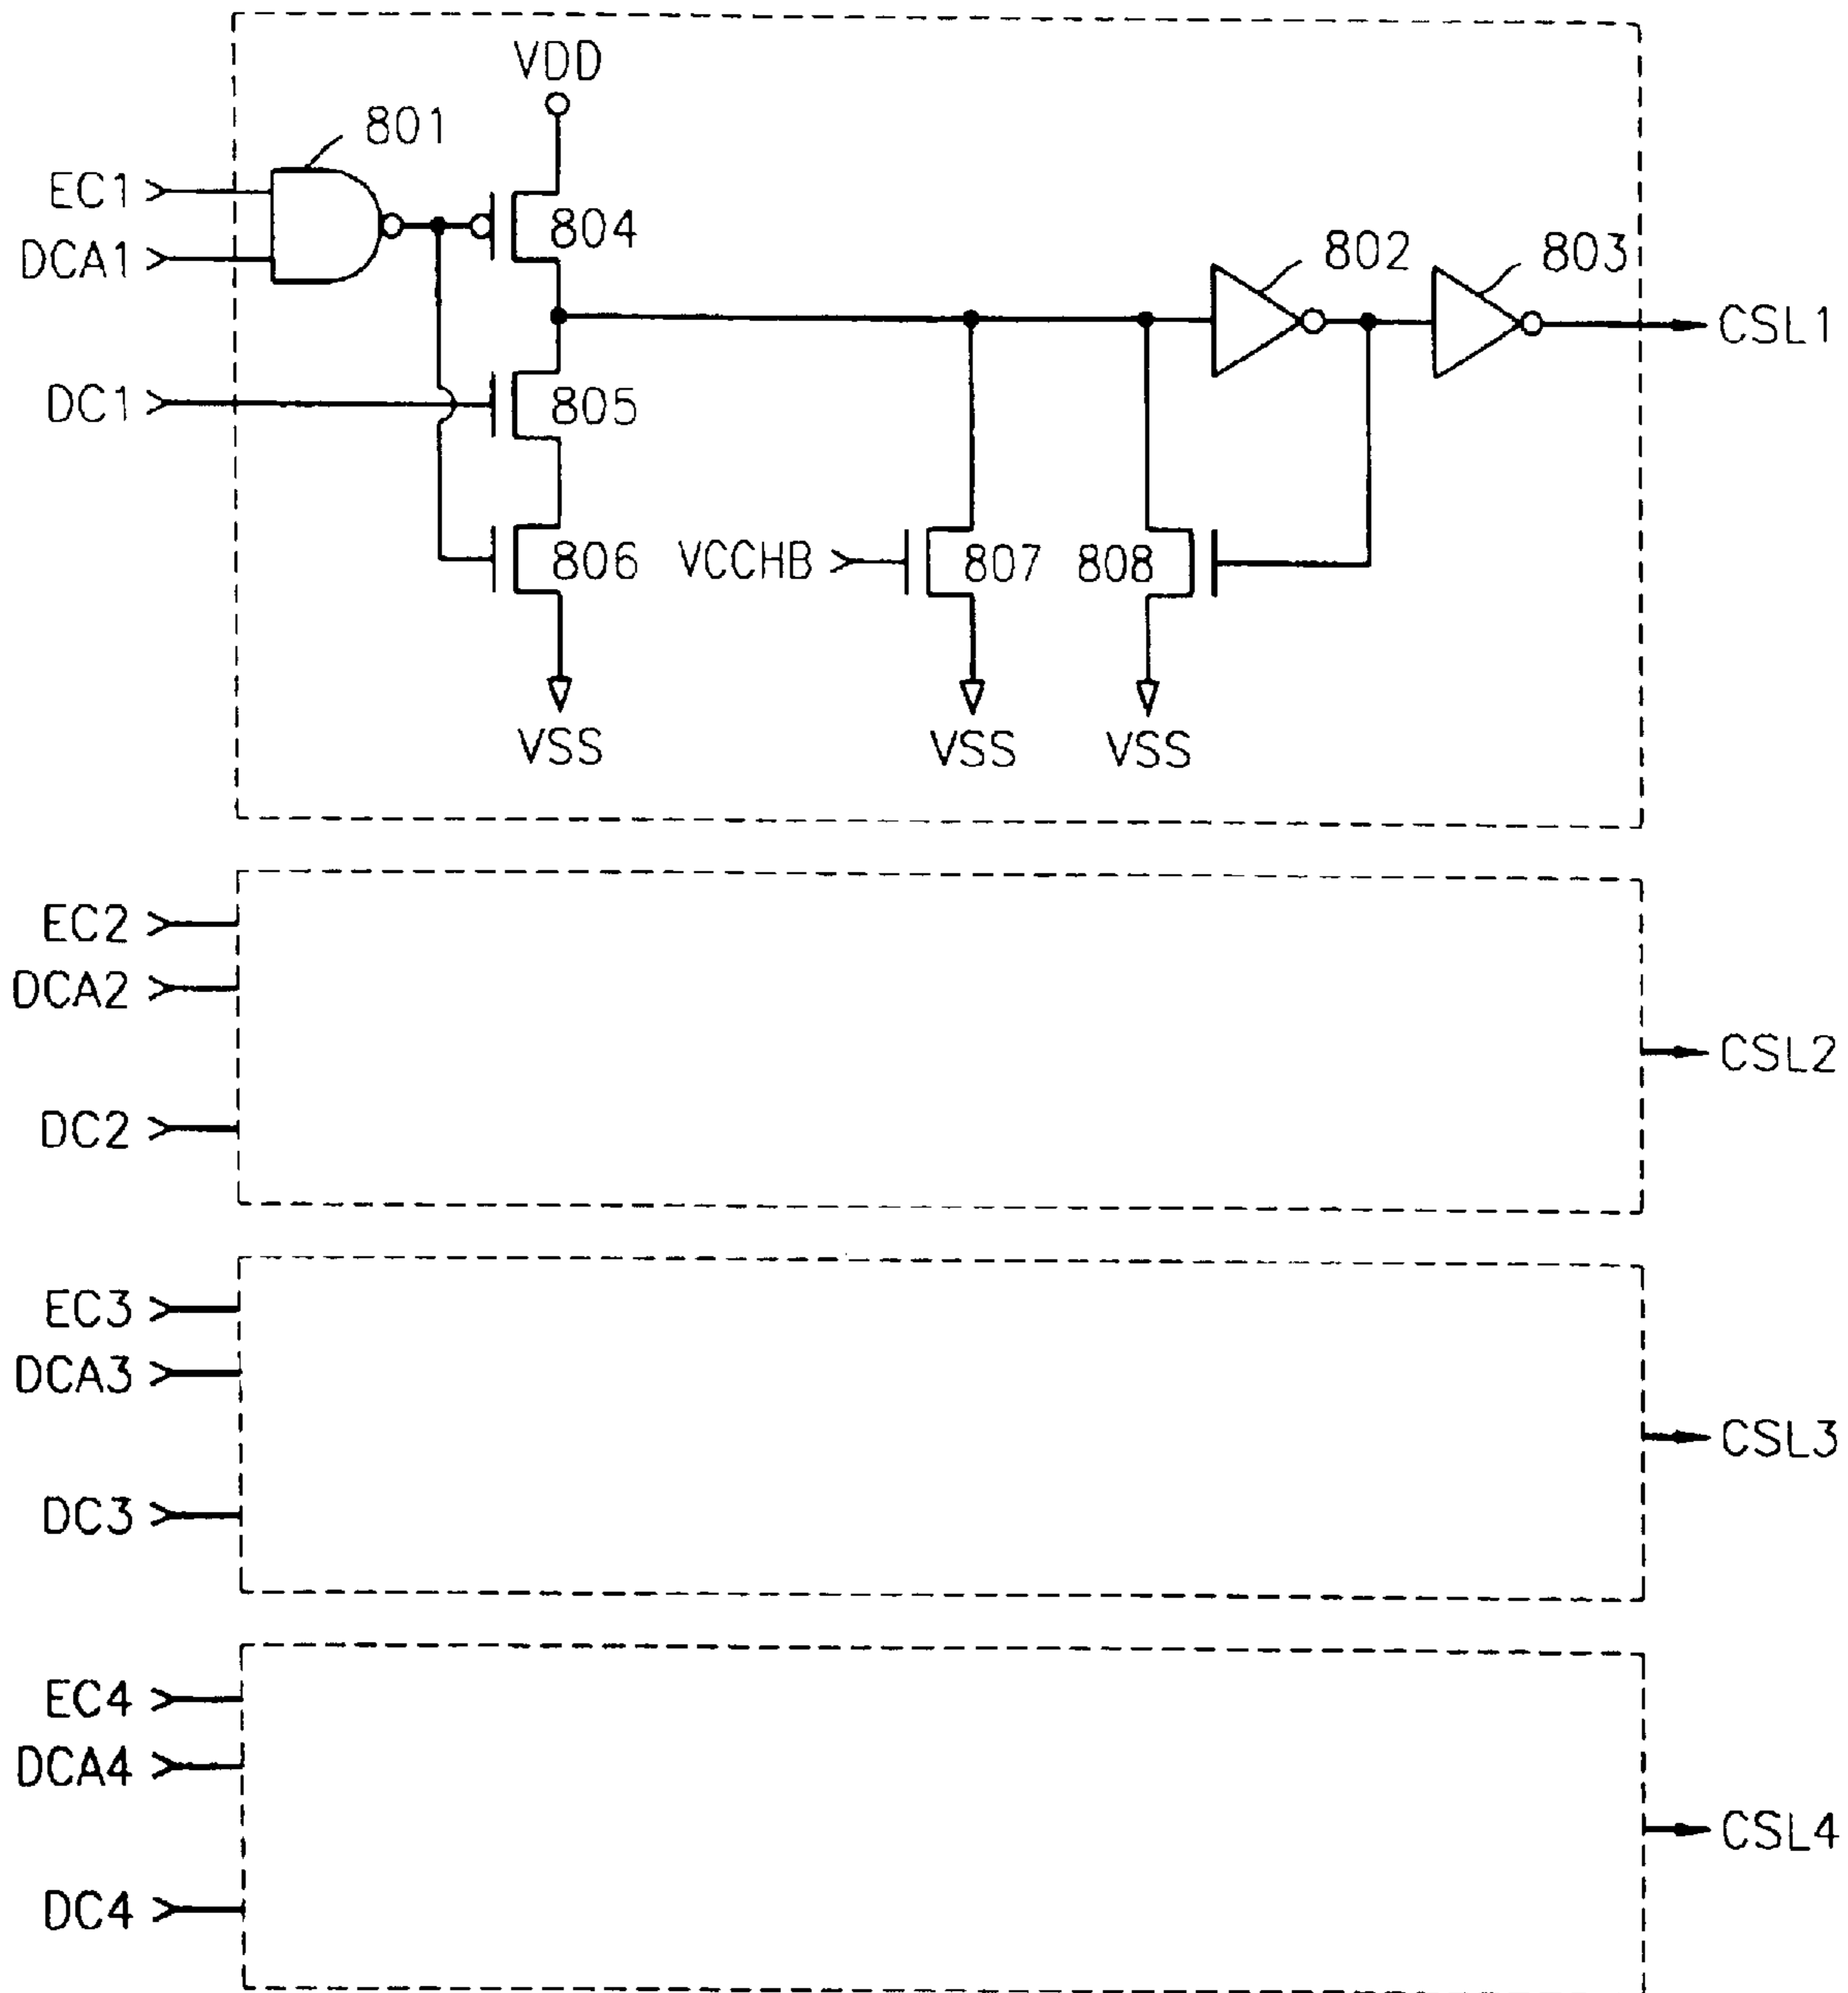 VDD
801
EC1
804
DCA1
802
803
CSL1
DC1
805
VCCHB
806
807
808
VSS
VSS
VSS
EC2
DCA2
CSL2
DC2
EC3
DCA3
CSL3
DC3
EC4
DCA4
CSL4
DC4